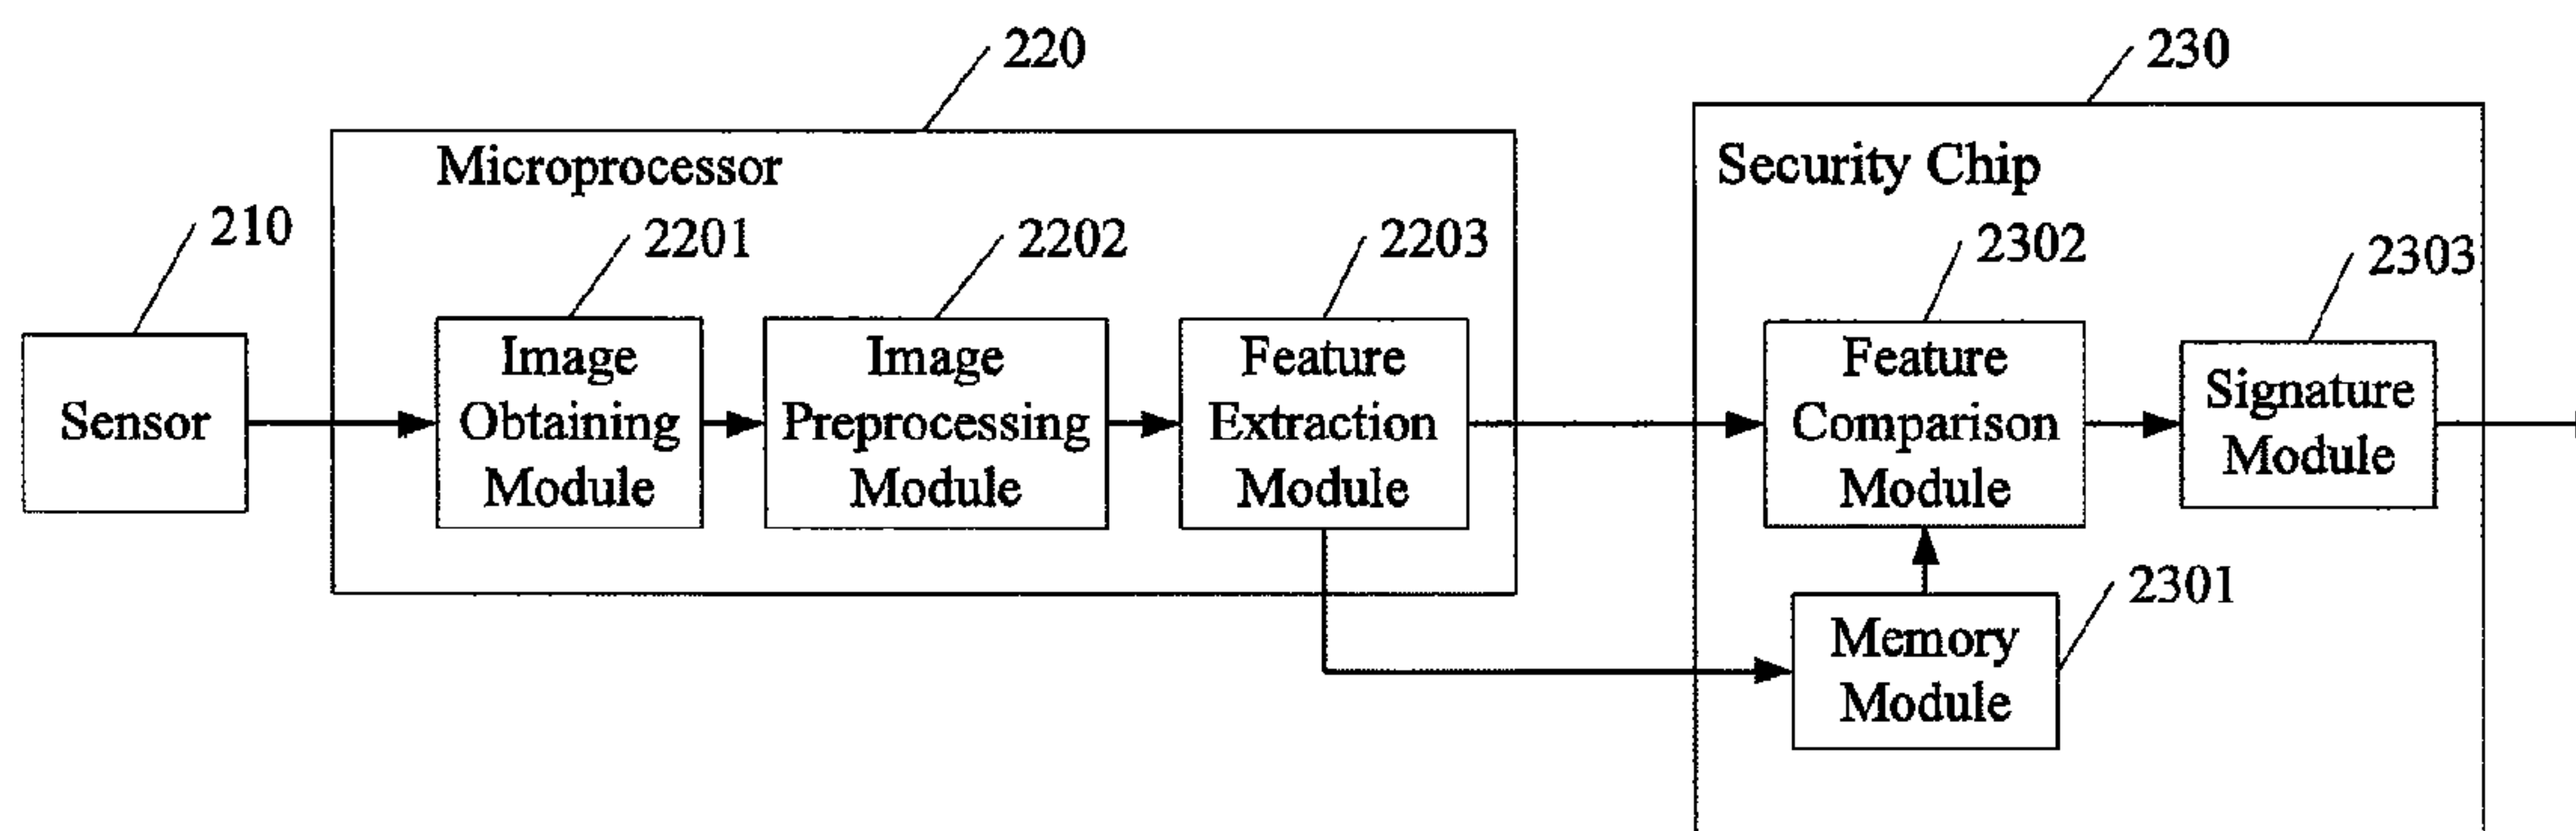 220
230
Microprocessor
Security Chip
210
2201
2202
2203
2302
2303
Sensor
Image
Obtaining
Module
Image
Preprocessing
Module
Feature
Extraction
Module
Feature
Comparison
Module
Signature
Module
2301
Memory
Module